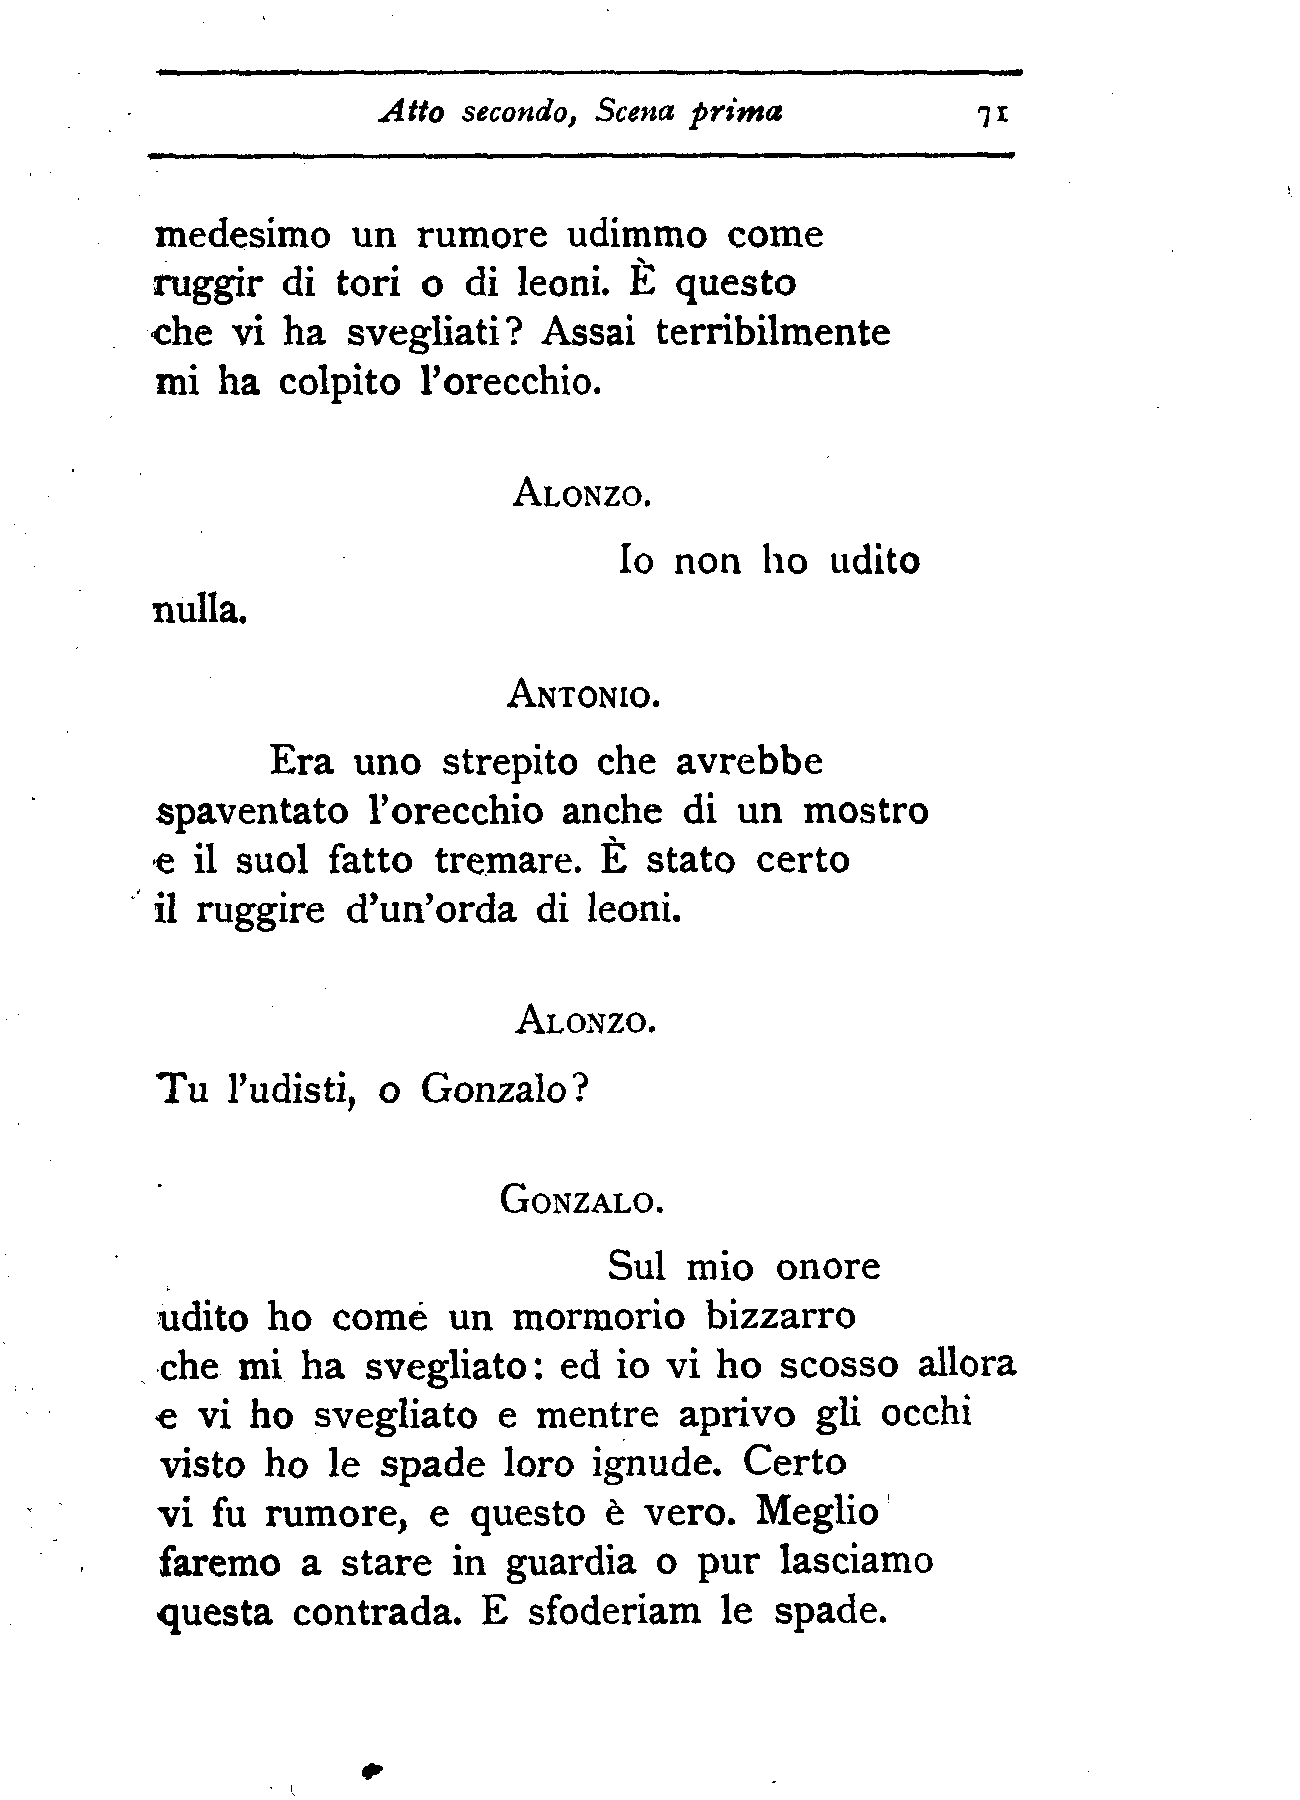 Atto secondo, Scena prima 71
medesimo un rumore udimmo come
ruggir di tori o di leoni. È questo
che vi ha svegliati? Assai terribilmente
mi ha colpito l'orecchio.
ALONZO.
Io non ho udito
nulla.
ANTONIO.
Era uno strepito che avrebbe
spaventato l'orecchio anche di un mostro
e il suol fatto tremare. È stato certo
il ruggire d'un'orda di leoni.
ALONZO.
Tu l'udisti, o Gonzalo?
GONZALO.
Sul mio onore
udito ho come un mormorio bizzarro
che mi ha svegliato: ed io vi ho scosso allora
e vi ho svegliato e mentre aprivo gli occhi
visto ho le spade loro ignude. Certo
vi fu rumore, e questo è vero. Meglio
faremo a stare in guardia o pur lasciamo
questa contrada. E sfoderiam le spade.